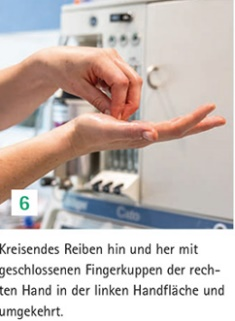 6
Kreisendes Reiben hin und her mit
geschlossenen Fingerkuppen der rech-
ten Hand in der linken Handfläche und
umgekehrt.